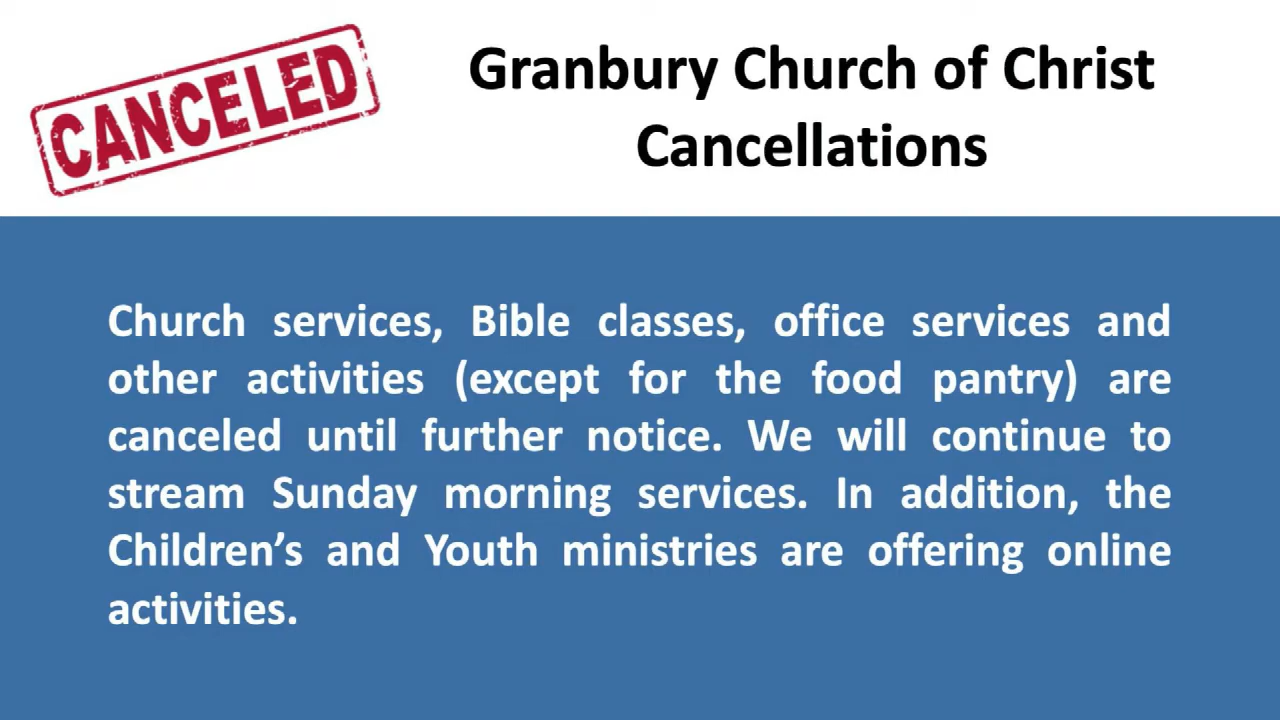 CANCELED
Granbury Church of Christ
Cancellations
Church services, Bible classes, office services and
other activities (except for the food pantry) are
canceled until further notice. We will continue to
stream Sunday morning services. In addition, the
Children’s and Youth ministries are offering online
activities.